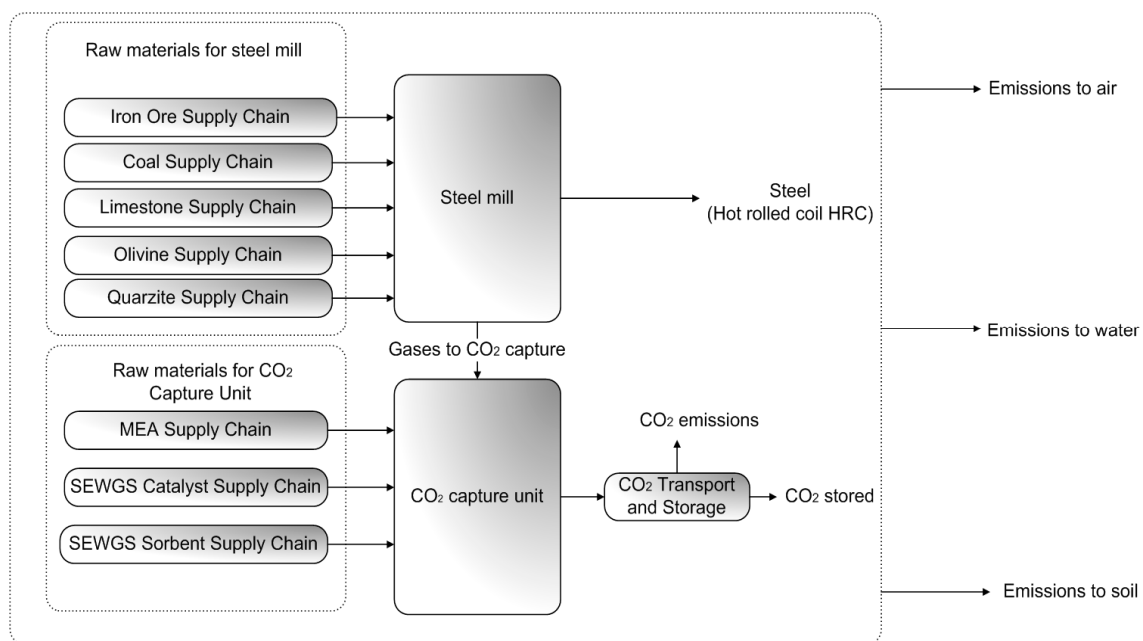 Raw materials for steel mill
Iron Ore Supply Chain
Coal Supply Chain
Limestone Supply Chain
Olivine Supply Chain
Quarzite Supply Chain
Steel mill
Steel
(Hot rolled coil HRC)
Emissions to air
Emissions to water
Emissions to soil
Gases to CO₂ capture
Raw materials for CO₂
Capture Unit
MEA Supply Chain
SEWGS Catalyst Supply Chain
SEWGS Sorbent Supply Chain
CO₂ capture unit
CO₂ emissions
CO₂ Transport
and Storage
CO₂ stored